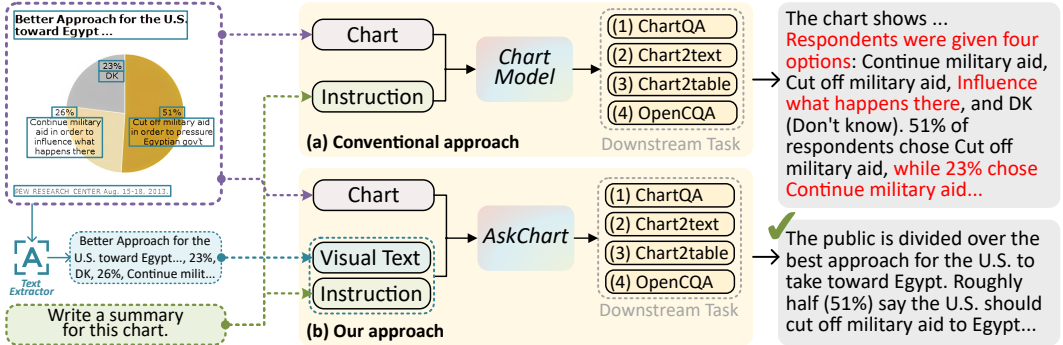 Better Approach for the U.S.
toward Egypt ...
23%
DK
26%
Continue military
aid in order to
influence what
happens there
51%
Cut off military aid
in order to pressure
Egyptian gov't
PEW RESEARCH CENTER Aug. 15-18, 2013.
A
Text
Extractor
Better Approach for the
U.S. toward Egypt..., 23%,
DK, 26%, Continue milit...
Write a summary
for this chart.
Chart
Instruction
Chart
Model
(1) ChartQA
(2) Chart2text
(3) Chart2table
(4) OpenCQA
Downstream Task
(a) Conventional approach
Chart
Visual Text
Instruction
AskChart
(1) ChartQA
(2) Chart2text
(3) Chart2table
(4) OpenCQA
Downstream Task
(b) Our approach
The chart shows ...
Respondents were given four
options: Continue military aid,
Cut off military aid, Influence
what happens there, and DK
(Don't know). 51% of
respondents chose Cut off
military aid, while 23% chose
Continue military aid...
The public is divided over the
best approach for the U.S. to
take toward Egypt. Roughly
half (51%) say the U.S. should
cut off military aid to Egypt...